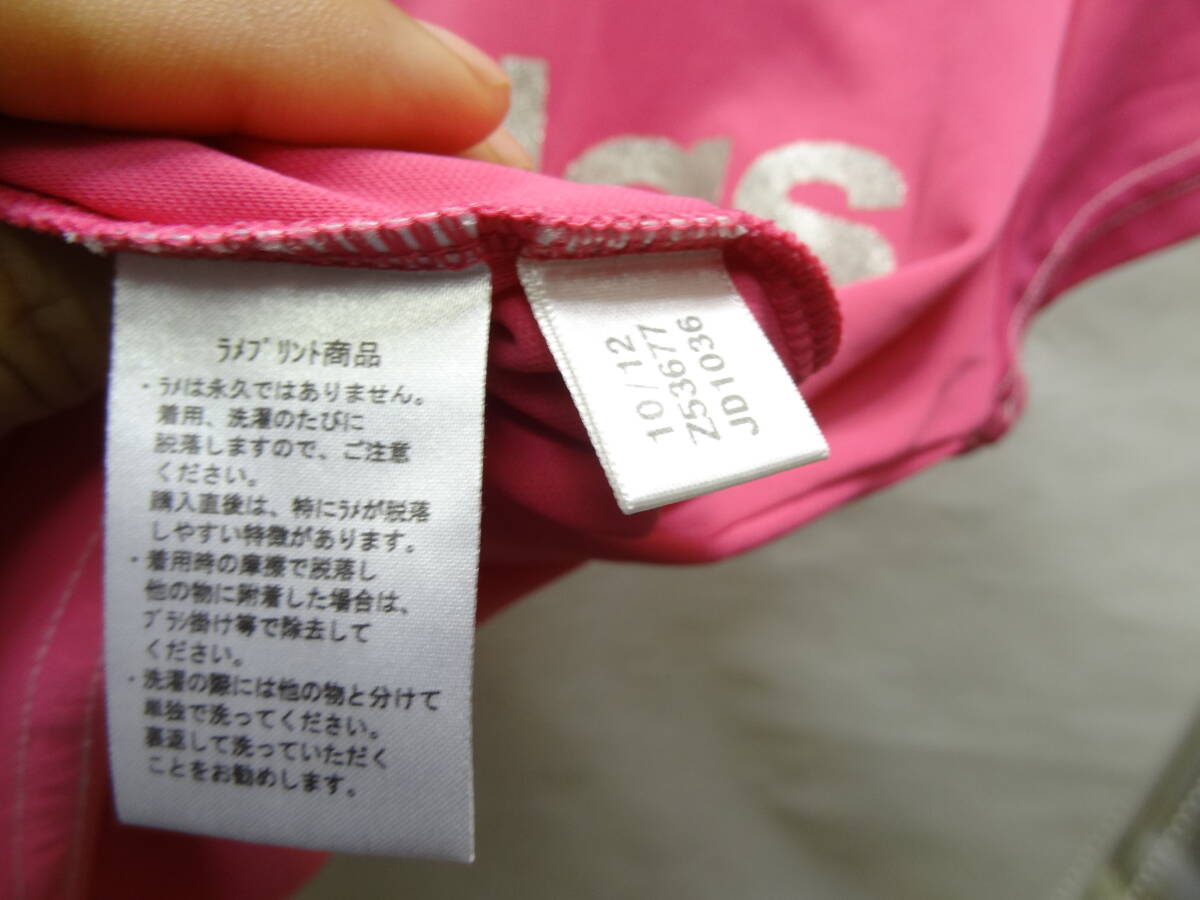 das
ﾗﾒﾌﾟﾘﾝﾄ商品
・ﾗﾒは永久ではありません。
着用、洗濯のたびに
脱落しますので、ご注意
ください。
購入直後は、特にﾗﾒが脱落
しやすい特徴があります。
・着用時の摩擦で脱落し
他の物に附着した場合は、
ﾌﾞﾗｼ掛け等で除去して
ください。
・洗濯の際には他の物と分けて
単独で洗ってください。
裏返して洗っていただく
ことをお勧めします。
10/12
Z53677
JD1036